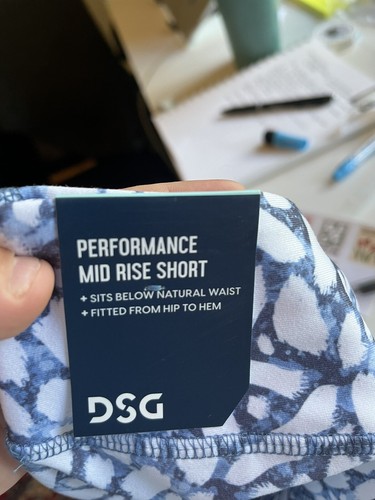 PERFORMANCE
MID RISE SHORT
+ SITS BELOW NATURAL WAIST
+ FITTED FROM HIP TO HEM
DSG